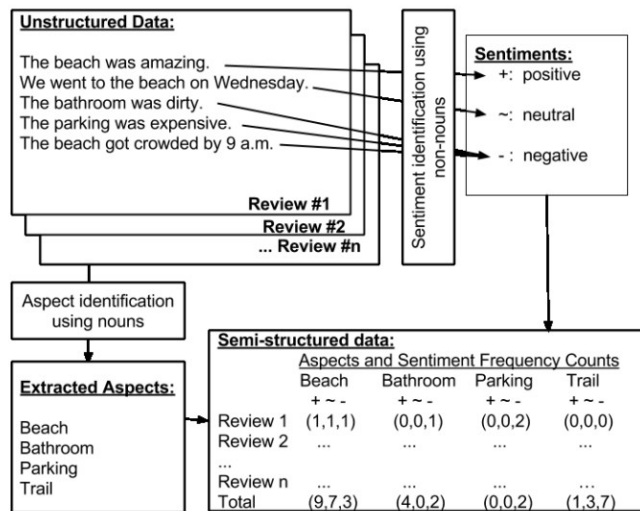 Unstructured Data:
The beach was amazing.
We went to the beach on Wednesday.
The bathroom was dirty.
The parking was expensive.
The beach got crowded by 9 a.m.
Review #1
Review #2
... Review #n
Sentiment identification using
non-nouns
Sentiments:
+: positive
~: neutral
- : negative
Aspect identification
using nouns
Extracted Aspects:
Beach
Bathroom
Parking
Trail
Semi-structured data:
Aspects and Sentiment Frequency Counts
Beach Bathroom Parking Trail
+ ~ - + ~ - + ~ - + ~ -
Review 1 (1,1,1) (0,0,1) (0,0,2) (0,0,0)
Review 2 ... ... ... ...
...
Review n ... ... ... ...
Total (9,7,3) (4,0,2) (0,0,2) (1,3,7)